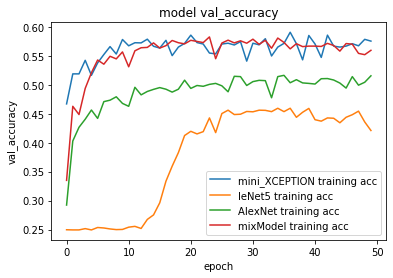 model val_accuracy
0.60
0.55
0.50
0.45
0.40
0.35
0.30
0.25
val_accuracy
mini_XCEPTION training acc
leNet5 training acc
AlexNet training acc
mixModel training acc
0 10 20 30 40 50
epoch